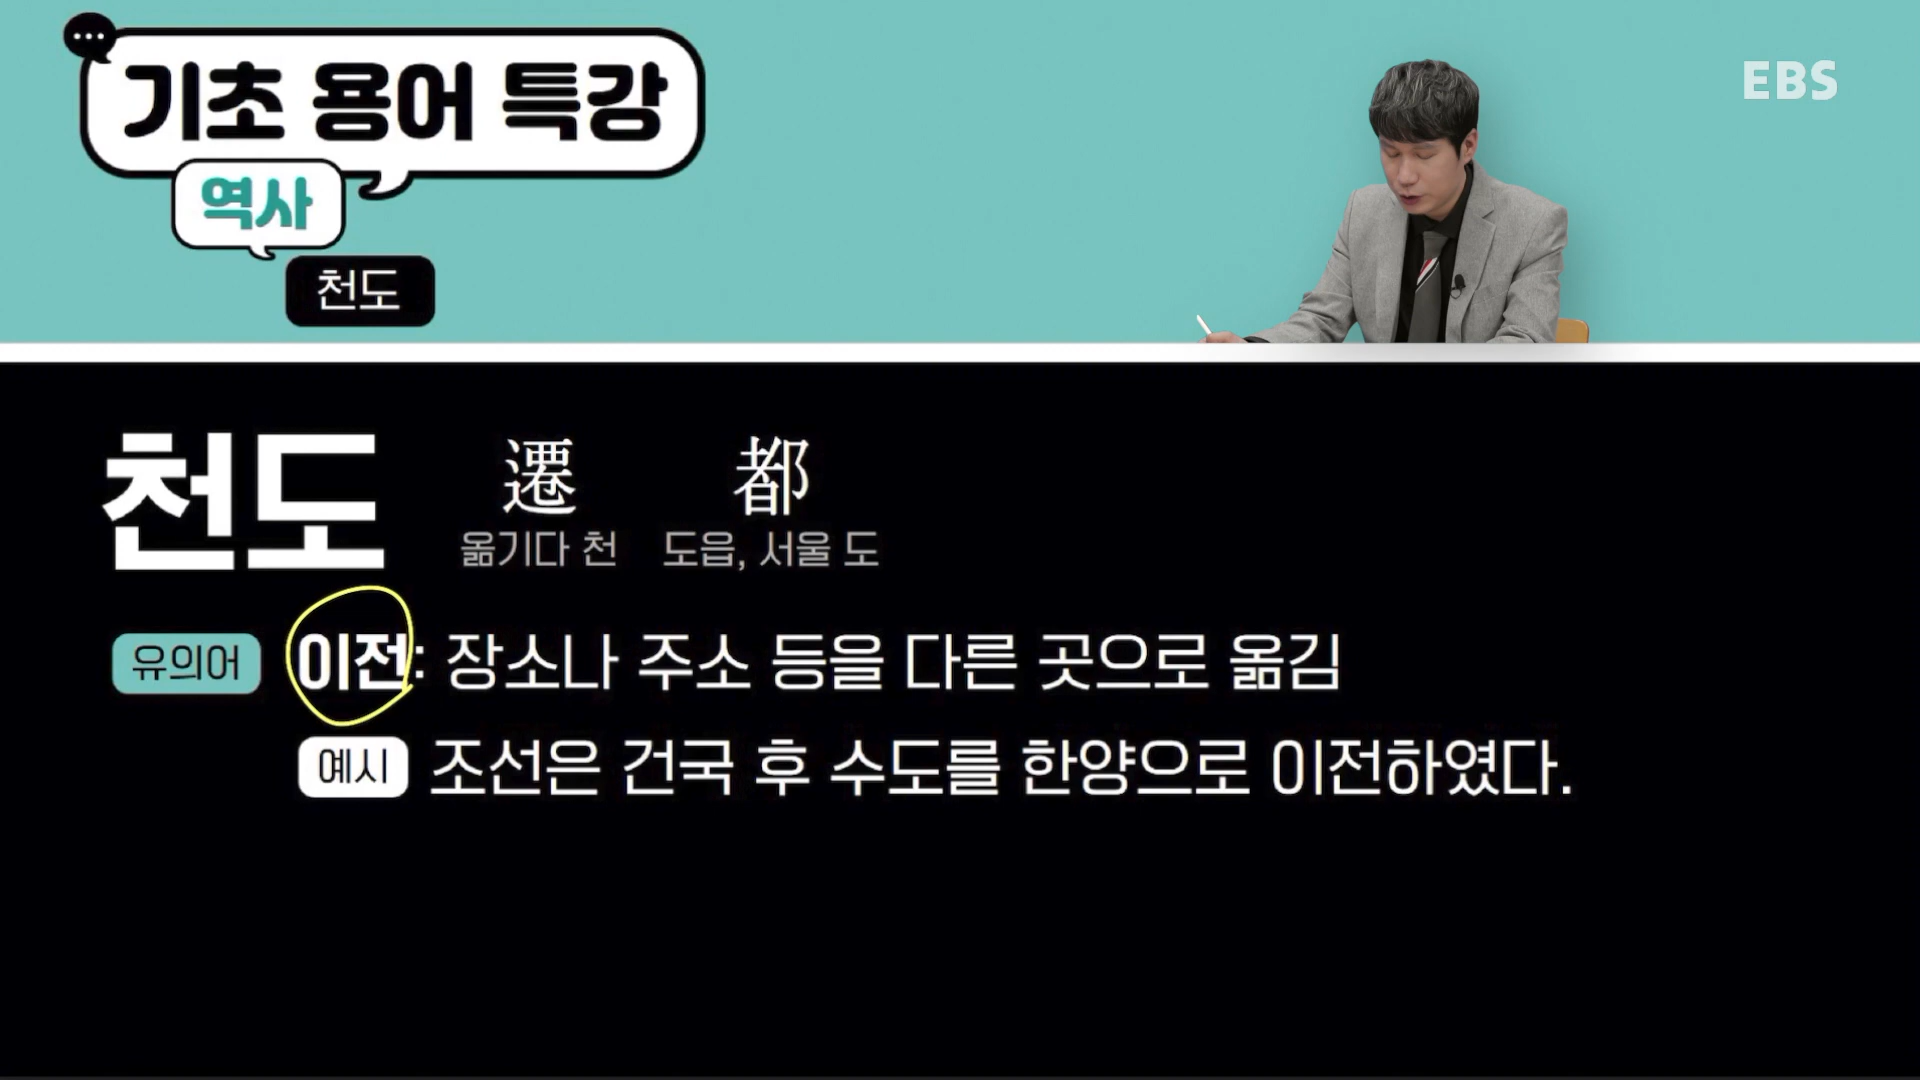 기초 용어 특강
EBS
역사
천도
천도 遷 都
옮기다 천 도읍, 서울 도
유의어 이전: 장소나 주소 등을 다른 곳으로 옮김
예시 조선은 건국 후 수도를 한양으로 이전하였다.